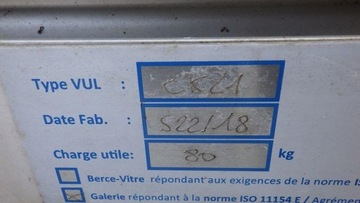 Type VUL : C521
Date Fab. : S22/18
Charge utile: 80 kg
Berce-Vitre répondant aux exigences de la norme
Galerie répondant à la norme ISO 11154 E /